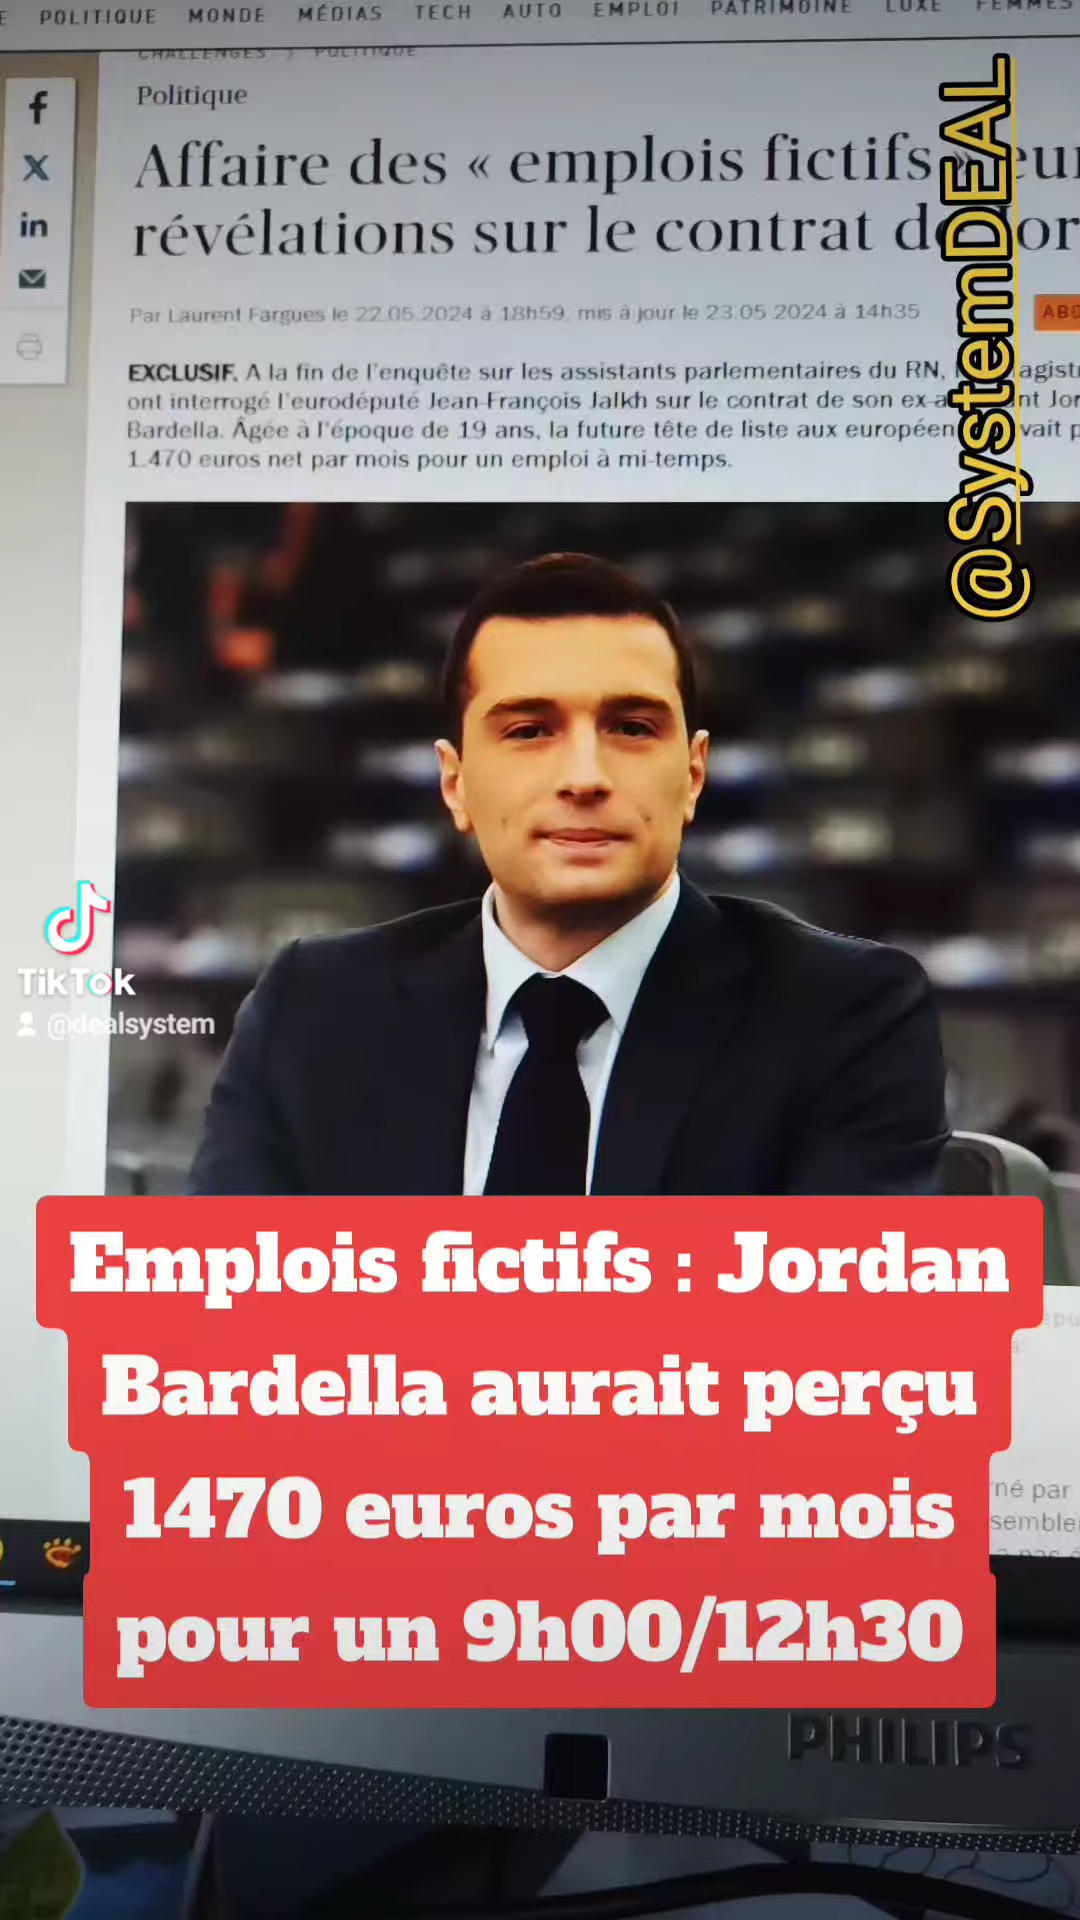 POLITIQUE MONDE MÉDIAS TECH AUTO EMPLOI PATRIMOINE LUXE FEMMES
CHALLENGES > POLITIQUE
Politique
Affaire des « emplois fictifs »
révélations sur le contrat
Par Laurent Fargues le 22.05.2024 à 18h59, mis à jour le 23.05.2024 à 14h35
EXCLUSIF. A la fin de l'enquête sur les assistants parlementaires du RN,
ont interrogé l'eurodéputé Jean-François Jalkh sur le contrat de son
Bardella. Âgée à l'époque de 19 ans, la future tête de liste aux
1.470 euros net par mois pour un emploi à mi-temps.
@SystemDEAL
TikTok
@dealsystem
Emplois fictifs : Jordan
Bardella aurait perçu
1470 euros par mois
pour un 9h00/12h30
né par
PHILIPS